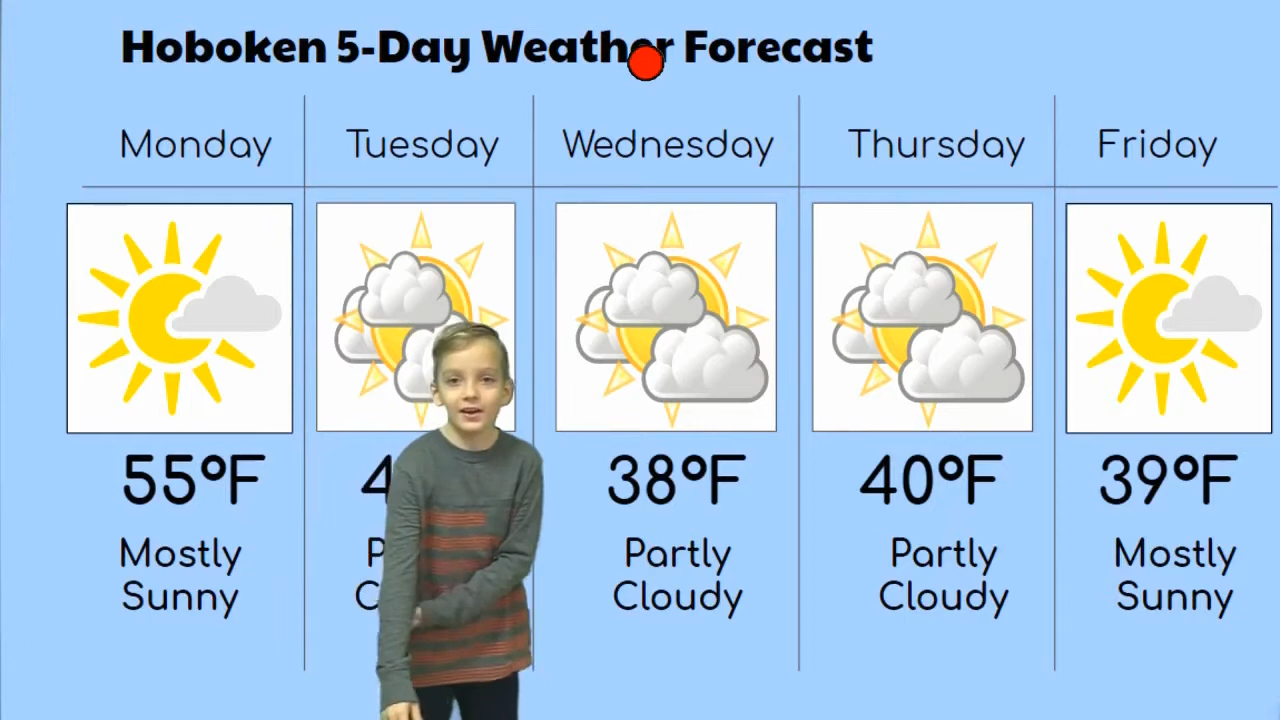 Hoboken 5-Day Weather Forecast
Monday Tuesday Wednesday Thursday Friday
55°F 4 38°F 40°F 39°F
Mostly P Partly Partly Mostly
Sunny C Cloudy Cloudy Sunny